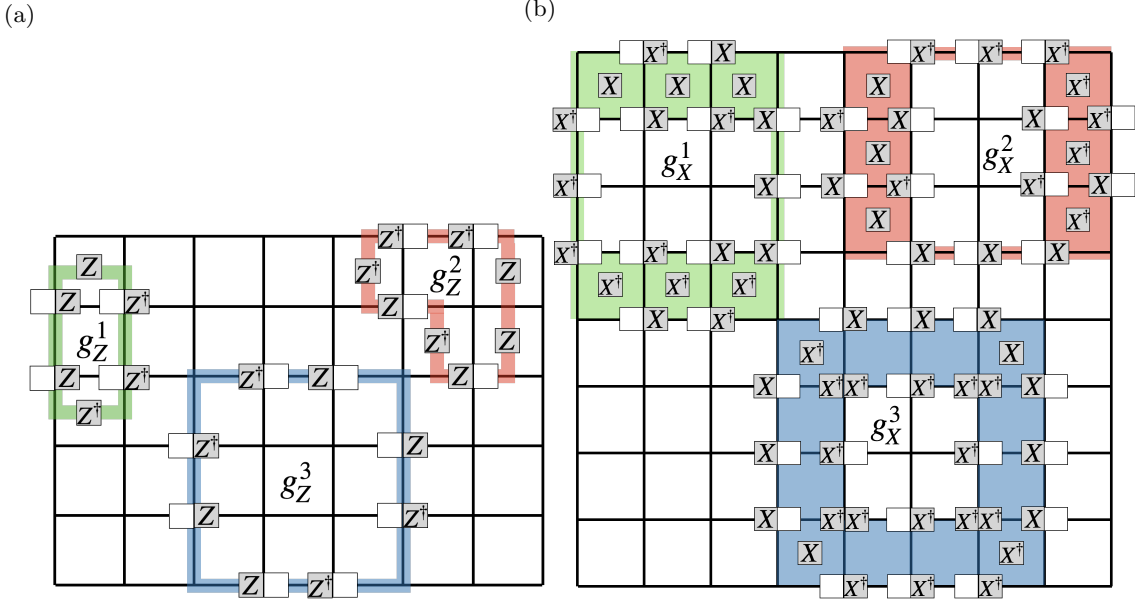 (a)
Z† Z†
Z Z† g_Z^2 Z
Z Z† Z
g_Z^1 Z† Z
Z Z† Z† Z Z
Z†
Z† Z
g_Z^3
Z Z†
Z Z†
(b)
X† X X† X† X†
X X X X X†
X† X X† X X† X X X†
g_X^1 X g_X^2 X†
X† X X X† X† X
X X†
X† X† X X X X X
X† X† X†
X X† X X X
X† X
X X† X† X† X† X† X
g_X^3
X X† X† X
X X† X† X† X† X† X
X X†
X† X† X†